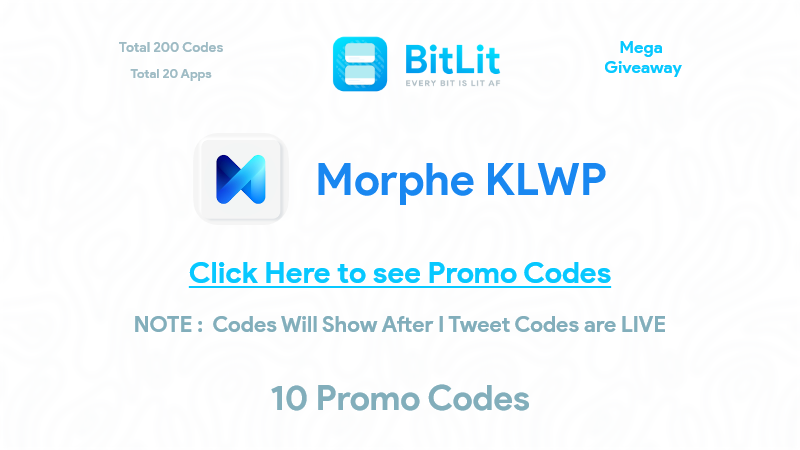 Total 200 Codes
Total 20 Apps
BitLit
EVERY BIT IS LIT AF
Mega
Giveaway
Morphe KLWP
Click Here to see Promo Codes
NOTE : Codes Will Show After I Tweet Codes are LIVE
10 Promo Codes